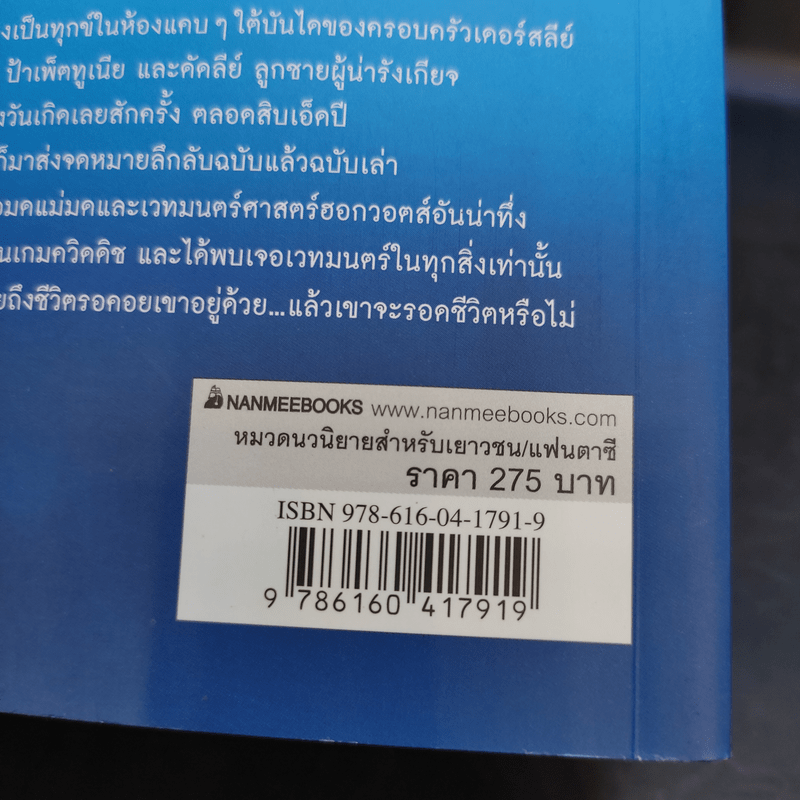 เป็นทุกข์ในห้องแคบ ๆ ใต้บันไดของครอบครัวเดอร์สลีย์
ป้าเพ็ตทูเนีย และดัดลีย์ ลูกชายผู้น่ารังเกียจ
วันเกิดเลยสักครั้ง ตลอดสิบเอ็ดปี
ก็มาส่งจดหมายลึกลับฉบับแล้วฉบับเล่า
มดแม่มดและเวทมนตร์ศาสตร์ฮอกวอตส์อันน่าทึ่ง
นเกมควิดดิช และได้พบเจอเวทมนตร์ในทุกสิ่งเท่านั้น
ถึงชีวิตรอคอยเขาอยู่ด้วย...แล้วเขาจะรอดชีวิตหรือไม่
NANMEEBOOKS www.nanmeebooks.com
หมวดนวนิยายสำหรับเยาวชน/แฟนตาซี
ราคา 275 บาท
ISBN 978-616-04-1791-9
9 786160 417919